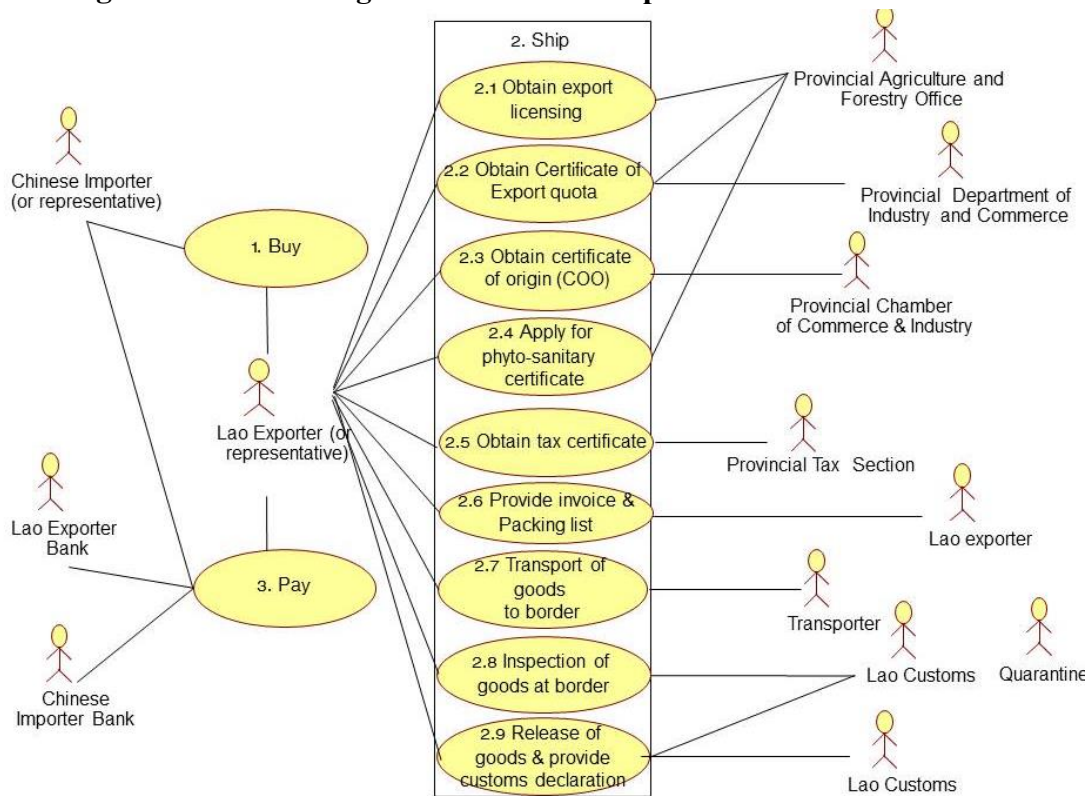 2. Ship
2.1 Obtain export
licensing
2.2 Obtain Certificate of
Export quota
2.3 Obtain certificate
of origin (COO)
2.4 Apply for
phyto-sanitary
certificate
2.5 Obtain tax certificate
2.6 Provide invoice &
Packing list
2.7 Transport of
goods
to border
2.8 Inspection of
goods at border
2.9 Release of
goods & provide
customs declaration
Chinese Importer
(or representative)
1. Buy
Lao Exporter (or
representative)
Lao Exporter
Bank
3. Pay
Chinese
Importer Bank
Provincial Agriculture and
Forestry Office
Provincial Department of
Industry and Commerce
Provincial Chamber
of Commerce & Industry
Provincial Tax Section
Lao exporter
Transporter
Lao Customs
Quarantine
Lao Customs